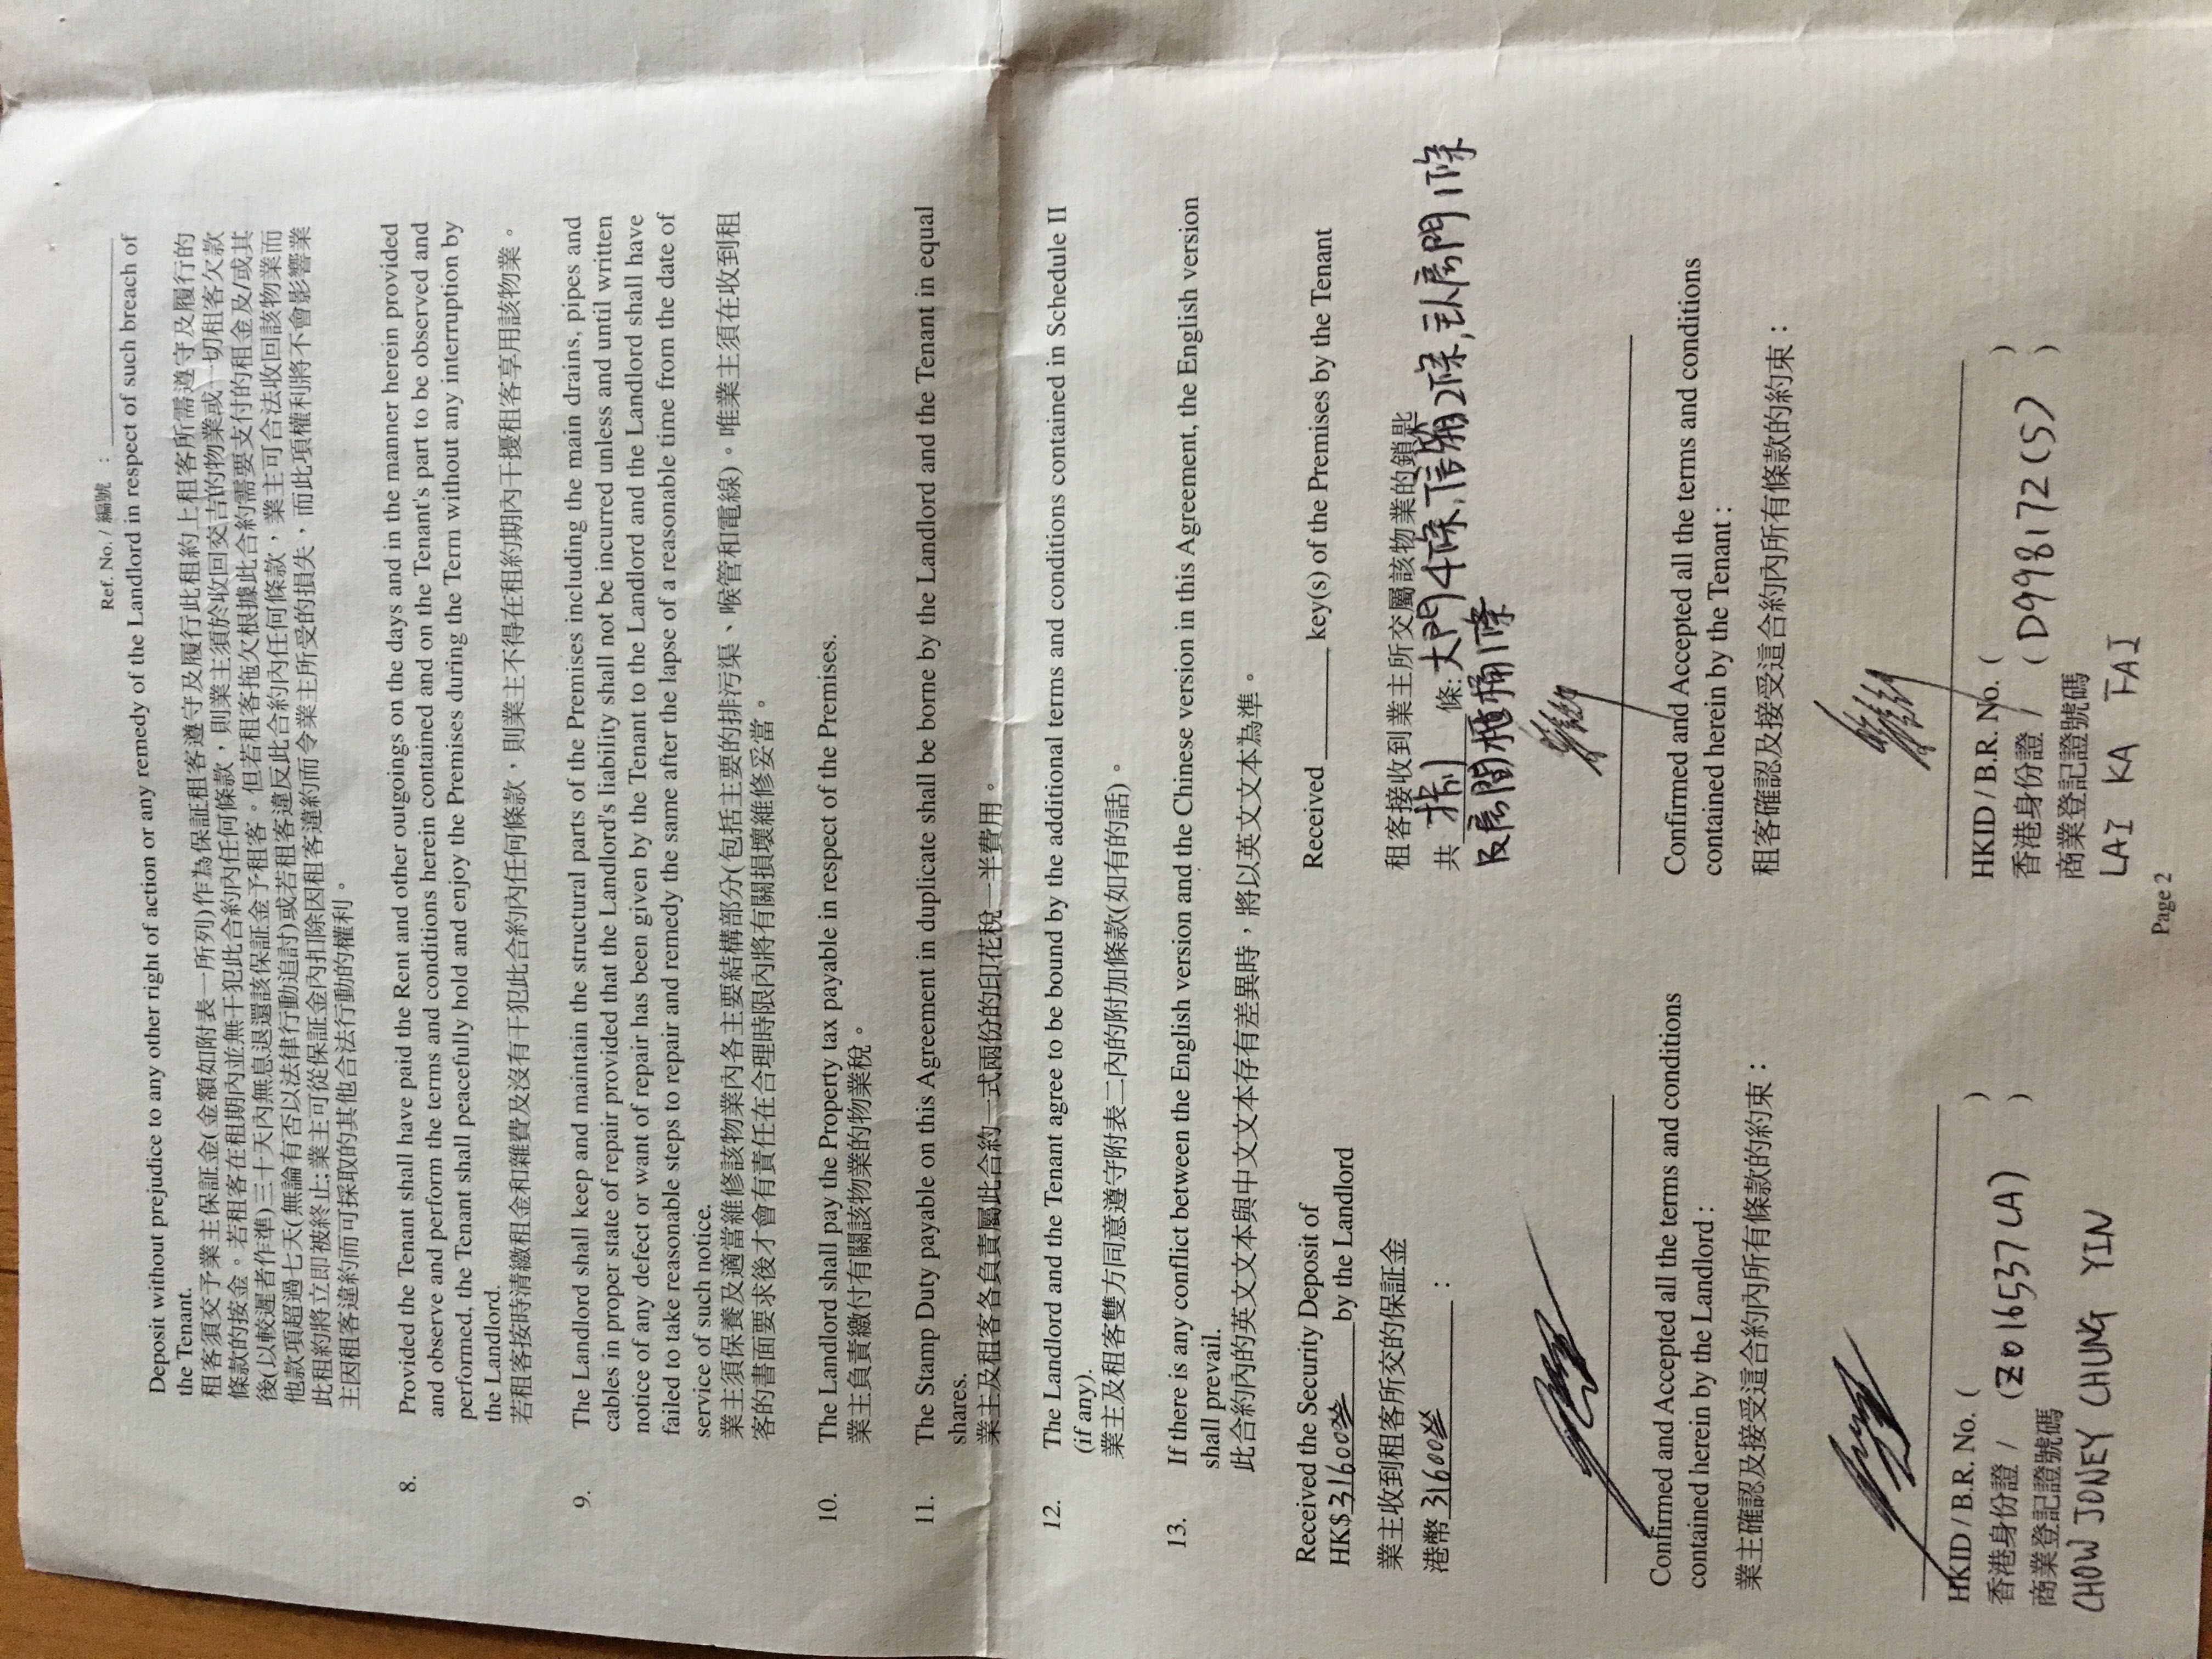 Ref. No. / 編號 :
Deposit without prejudice to any other right of action or any remedy of the Landlord in respect of such breach of
the Tenant.
租客須交予業主保証金(金額如附表一所列)作為保証租客遵守及履行此租約上租客所需遵守及履行的
條款的按金。若租客在租期內並無干犯此合約內任何條款，則業主須於收回交吉的物業或一切租客欠款
後(以較遲者作準)三十天內無息退還該保証金予租客。但若租客拖欠根據此合約需要支付的租金及/或其
他款項超過七天(無論有否以法律行動追討)或若租客違反此合約內任何條款，業主可合法收回該物業而
此租約將立即被終止;業主可從保証金內扣除因租客違約而令業主所受的損失，而此項權利將不會影響業
主因租客違約而可採取的其他合法行動的權利。
8. Provided the Tenant shall have paid the Rent and other outgoings on the days and in the manner herein provided
and observe and perform the terms and conditions herein contained and on the Tenant's part to be observed and
performed, the Tenant shall peacefully hold and enjoy the Premises during the Term without any interruption by
the Landlord.
若租客按時清繳租金和雜費及沒有干犯此合約內任何條款，則業主不得在租約期內干擾租客享用該物業。
9. The Landlord shall keep and maintain the structural parts of the Premises including the main drains, pipes and
cables in proper state of repair provided that the Landlord's liability shall not be incurred unless and until written
notice of any defect or want of repair has been given by the Tenant to the Landlord and the Landlord shall have
failed to take reasonable steps to repair and remedy the same after the lapse of a reasonable time from the date of
service of such notice.
業主須保養及適當維修該物業內各主要結構部分(包括主要的排污渠、喉管和電線)。唯業主須在收到租
客的書面要求後才會有責任在合理時限內將有關損壞維修妥當。
10. The Landlord shall pay the Property tax payable in respect of the Premises.
業主負責繳付有關該物業的物業稅。
11. The Stamp Duty payable on this Agreement in duplicate shall be borne by the Landlord and the Tenant in equal
shares.
業主及租客各負責屬此合約一式兩份的印花稅一半費用。
12. The Landlord and the Tenant agree to be bound by the additional terms and conditions contained in Schedule II
(if any).
業主及租客雙方同意遵守附表二內的附加條款(如有的話)。
13. If there is any conflict between the English version and the Chinese version in this Agreement, the English version
shall prevail.
此合約內的英文文本與中文文本存有差異時，將以英文文本為準。
Received the Security Deposit of
HK$ 31600 by the Landlord
業主收到租客所交的保証金
港幣 31600 :
Confirmed and Accepted all the terms and conditions
contained herein by the Landlord :
業主確認及接受這合約內所有條款的約束 :
HKID / B.R. No. ( )
香港身份證 / (Z016537(A) )
商業登記證號碼
CHOW JONEY CHUNG YIN
Received key(s) of the Premises by the Tenant
租客接收到業主所交屬該物業的鎖匙
共 條: 大門4條,信箱2條, 房門1條
及房間 1條
Confirmed and Accepted all the terms and conditions
contained herein by the Tenant :
租客確認及接受這合約內所有條款的約束 :
HKID / B.R. No. ( )
香港身份證 / (D998172(5) )
商業登記證號碼
LAI KA FAI
Page 2